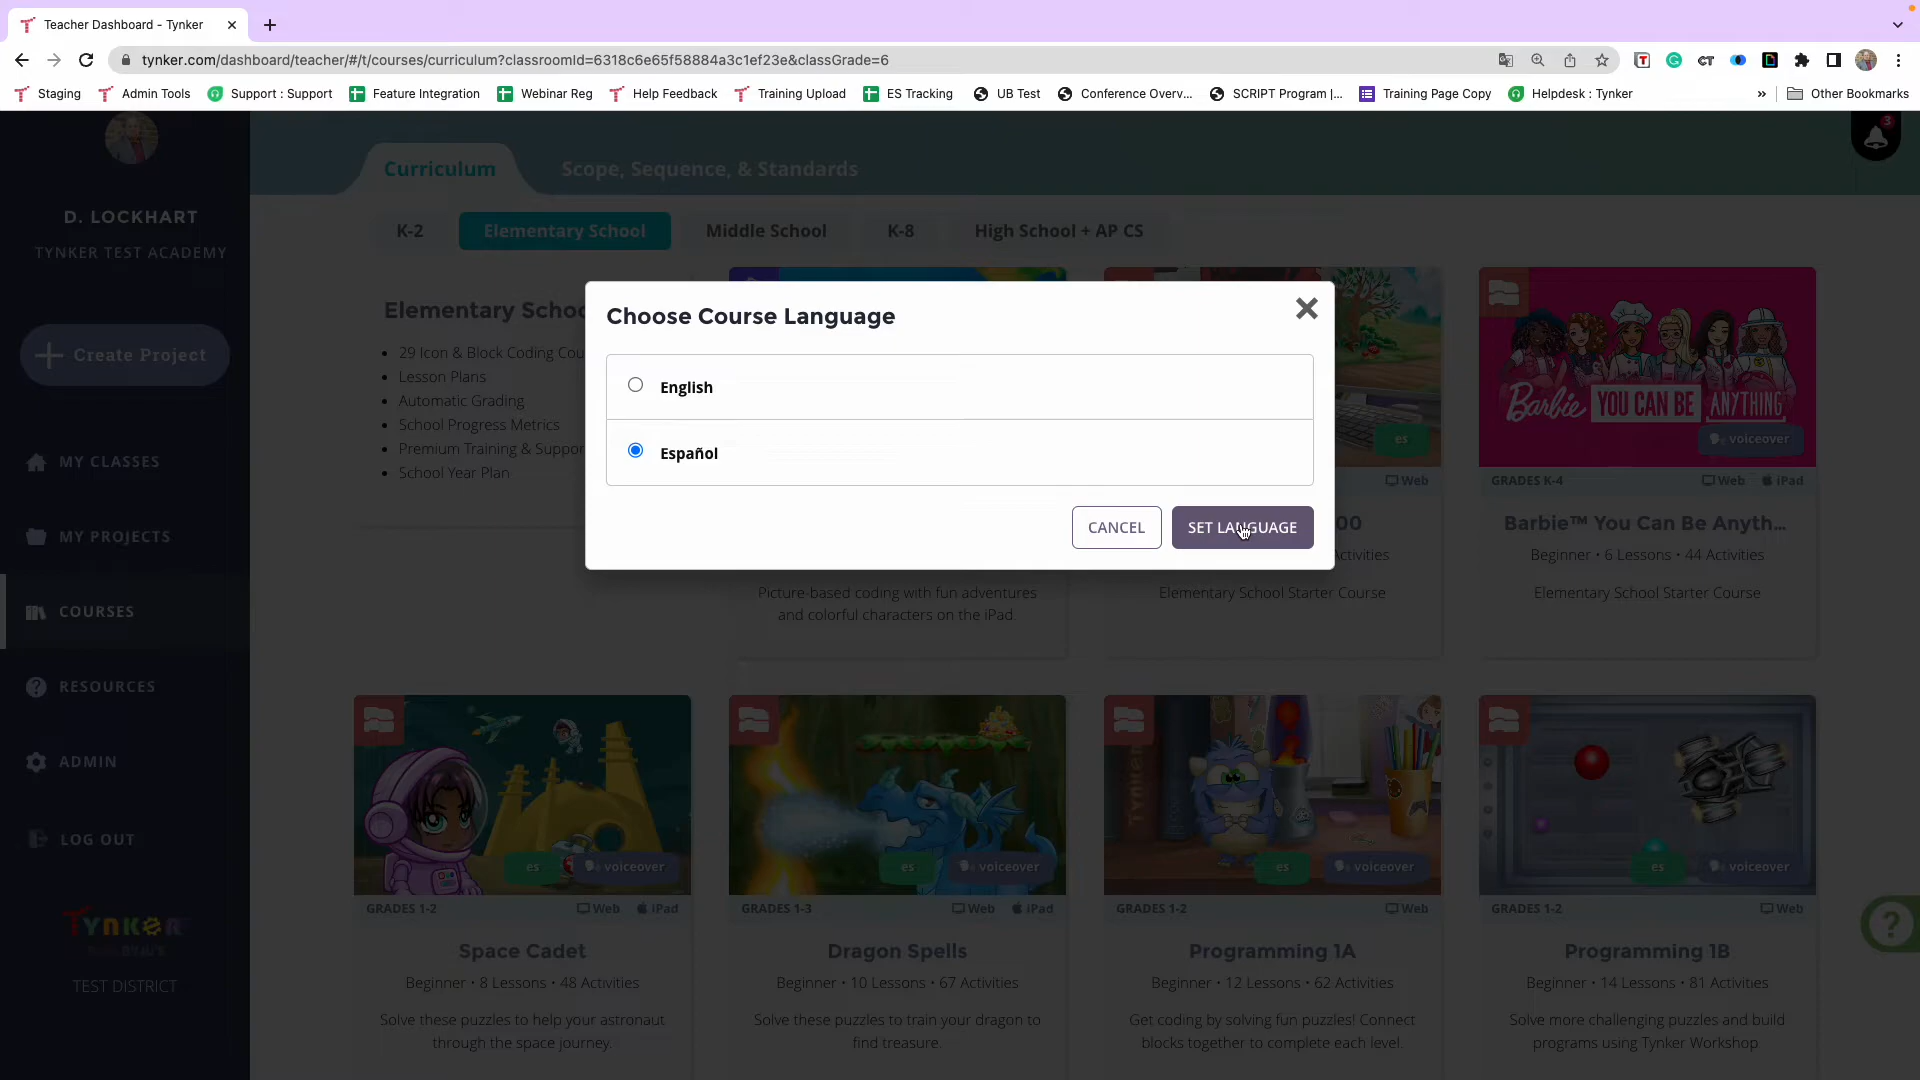 Teacher Dashboard - Tynker
tynker.com/dashboard/teacher/#/t/courses/curriculum?classroomId=6318c6e65f58884a3c1ef23e&classGrade=6
Staging Admin Tools Support : Support Feature Integration Webinar Reg Help Feedback Training Upload ES Tracking UB Test Conference Overv... SCRIPT Program |... Training Page Copy Helpdesk : Tynker » Other Bookmarks
Curriculum Scope, Sequence, & Standards
3
D. LOCKHART
TYNKER TEST ACADEMY
Create Project
MY CLASSES
MY PROJECTS
COURSES
RESOURCES
ADMIN
LOG OUT
TYNKER
TEST DISTRICT
K-2 Elementary School Middle School K-8 High School + AP CS
Elementary Schoo
29 Icon & Block Coding Cou
Lesson Plans
Automatic Grading
School Progress Metrics
Premium Training & Suppor
School Year Plan
Choose Course Language
English
Español
CANCEL SET LANGUAGE
Picture-based coding with fun adventures
and colorful characters on the iPad.
es
Web
00
Activities
Elementary School Starter Course
Barbie YOU CAN BE ANYTHING
voiceover
GRADES K-4 Web iPad
Barbie™ You Can Be Anyth...
Beginner • 6 Lessons • 44 Activities
Elementary School Starter Course
es voiceover
GRADES 1-2 Web iPad
Space Cadet
Beginner • 8 Lessons • 48 Activities
Solve these puzzles to help your astronaut
through the space journey.
es voiceover
GRADES 1-3 Web iPad
Dragon Spells
Beginner • 10 Lessons • 67 Activities
Solve these puzzles to train your dragon to
find treasure.
es voiceover
GRADES 1-2 Web
Programming 1A
Beginner • 12 Lessons • 62 Activities
Get coding by solving fun puzzles! Connect
blocks together to complete each level.
es voiceover
GRADES 1-2 Web
Programming 1B
Beginner • 14 Lessons • 81 Activities
Solve more challenging puzzles and build
programs using Tynker Workshop
?